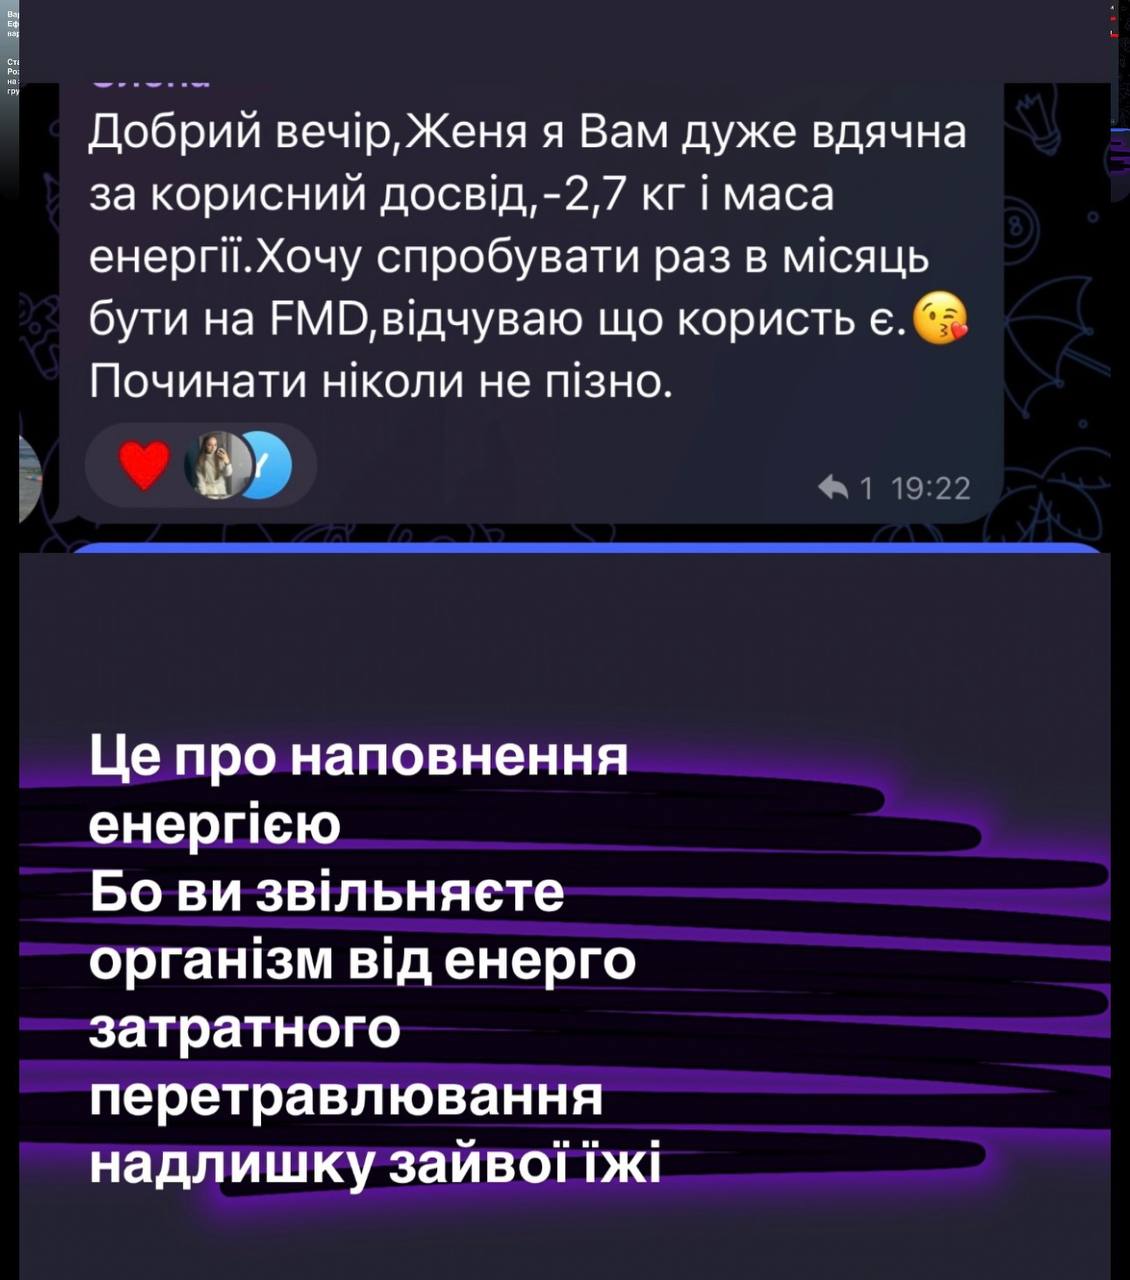 Добрий вечір,Женя я Вам дуже вдячна
за корисний досвід,-2,7 кг і маса
енергії.Хочу спробувати раз в місяць
бути на FMD,відчуваю що користь є.😘
Починати ніколи не пізно.
1 19:22
Це про наповнення
енергією
Бо ви звільняєте
організм від енерго
затратного
перетравлювання
надлишку зайвої їжі